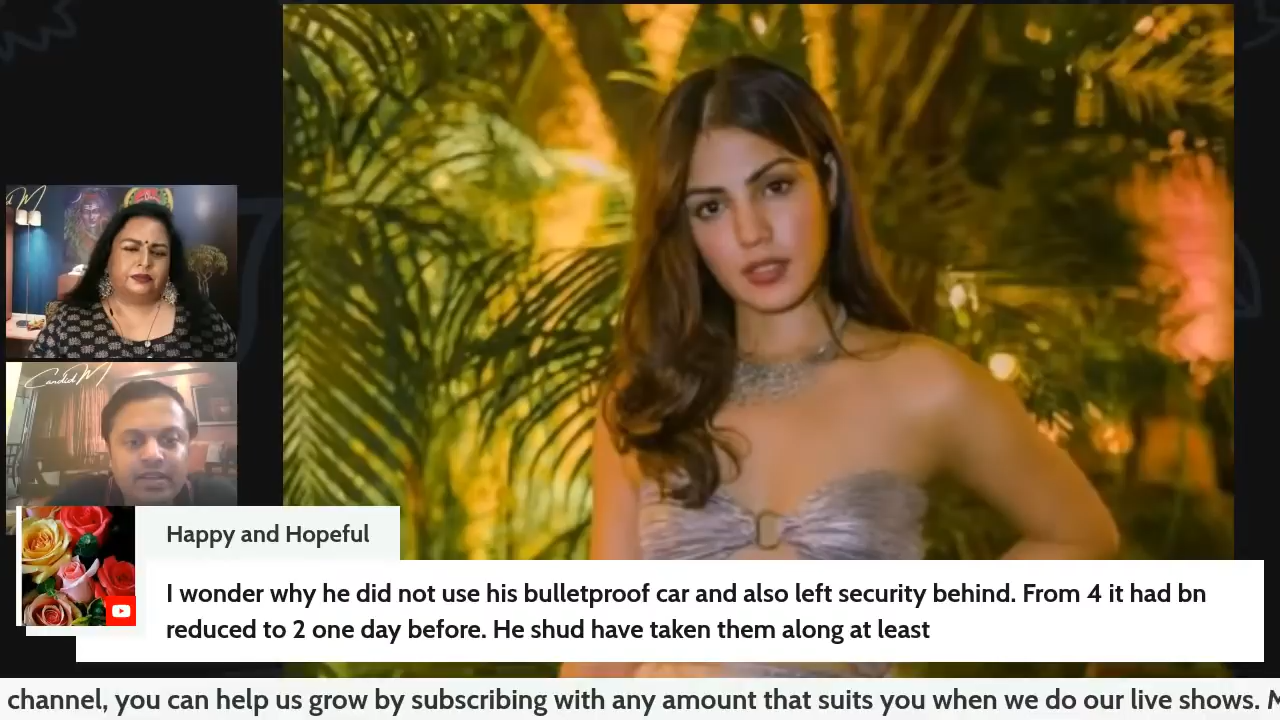 Candid M
Happy and Hopeful
I wonder why he did not use his bulletproof car and also left security behind. From 4 it had bn
reduced to 2 one day before. He shud have taken them along at least
channel, you can help us grow by subscribing with any amount that suits you when we do our live shows. M